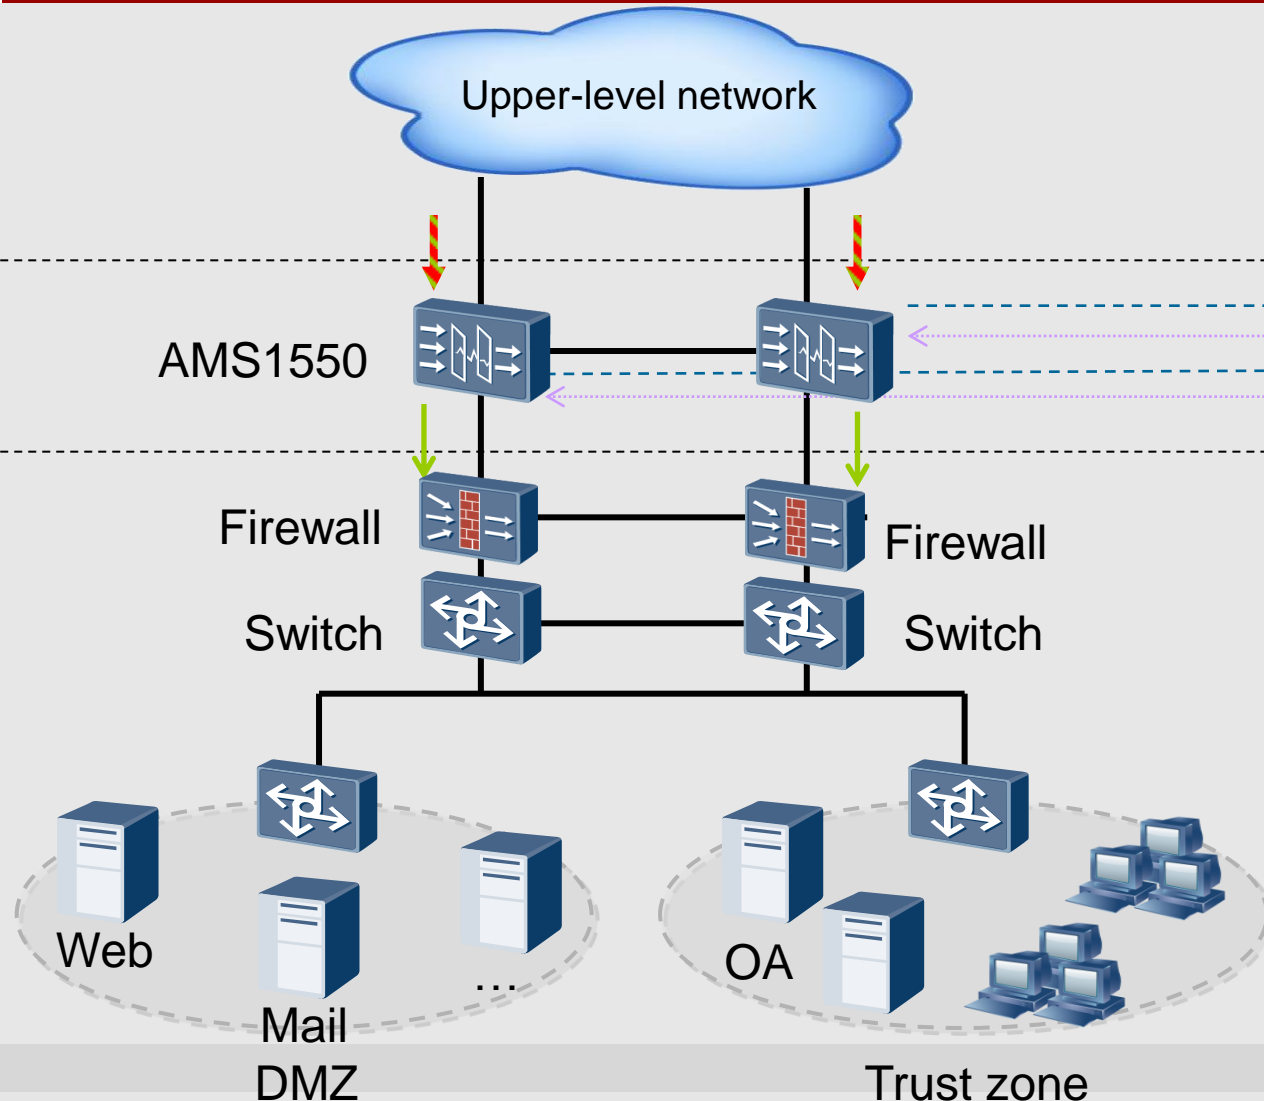 Upper-level network
AMS1550
Firewall
Firewall
Switch
Switch
Web
Mail
...
OA
DMZ
Trust zone